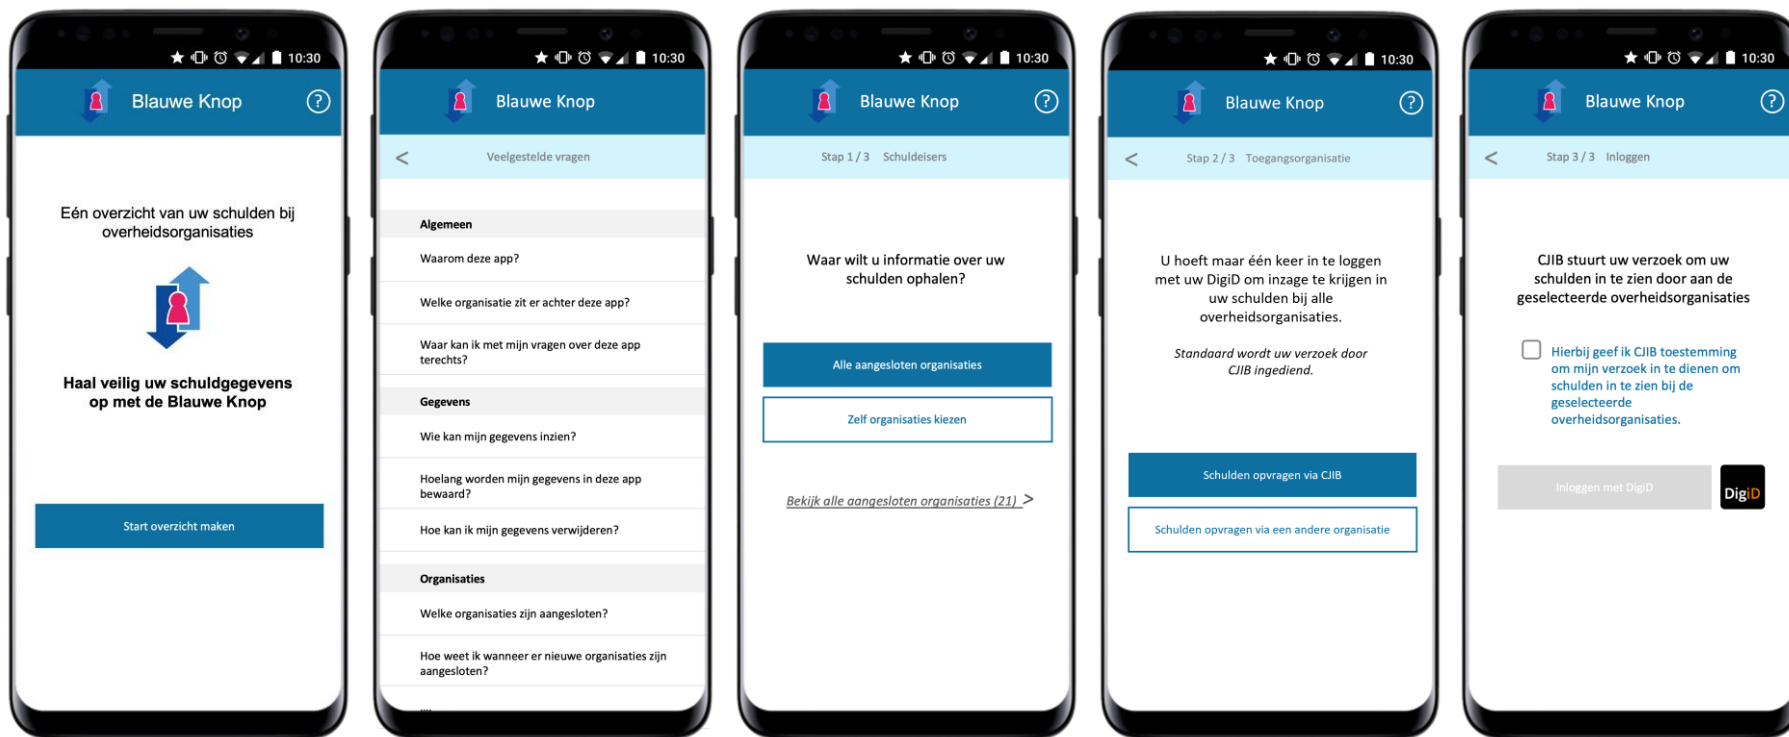 10:30
Blauwe Knop
?
Eén overzicht van uw schulden bij
overheidsorganisaties
Haal veilig uw schuldgegevens
op met de Blauwe Knop
Start overzicht maken
10:30
Blauwe Knop
< Veelgestelde vragen
Algemeen
Waarom deze app?
Welke organisatie zit er achter deze app?
Waar kan ik met mijn vragen over deze app
terechts?
Gegevens
Wie kan mijn gegevens inzien?
Hoelang worden mijn gegevens in deze app
bewaard?
Hoe kan ik mijn gegevens verwijderen?
Organisaties
Welke organisaties zijn aangesloten?
Hoe weet ik wanneer er nieuwe organisaties zijn
aangesloten?
....
10:30
Blauwe Knop
?
Stap 1 / 3 Schuldeisers
Waar wilt u informatie over uw
schulden ophalen?
Alle aangesloten organisaties
Zelf organisaties kiezen
Bekijk alle aangesloten organisaties (21) >
10:30
Blauwe Knop
?
< Stap 2 / 3 Toegangsorganisatie
U hoeft maar één keer in te loggen
met uw DigiD om inzage te krijgen in
uw schulden bij alle
overheidsorganisaties.
Standaard wordt uw verzoek door
CJIB ingediend.
Schulden opvragen via CJIB
Schulden opvragen via een andere organisatie
10:30
Blauwe Knop
?
< Stap 3 / 3 Inloggen
CJIB stuurt uw verzoek om uw
schulden in te zien door aan de
geselecteerde overheidsorganisaties
Hierbij geef ik CJIB toestemming
om mijn verzoek in te dienen om
schulden in te zien bij de
geselecteerde
overheidsorganisaties.
Inloggen met DigiD
DigiD